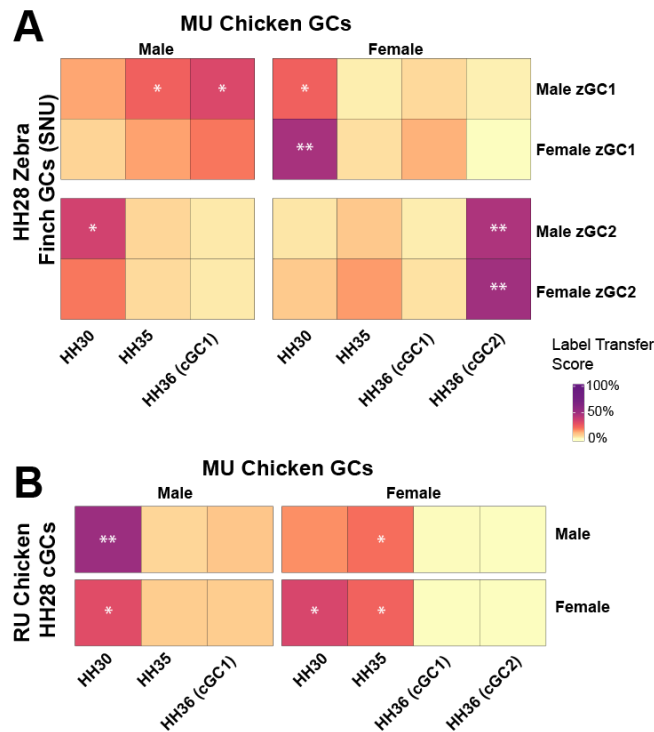 A
MU Chicken GCs
Male
Female
HH28 Zebra
Finch GCs (SNU)
* * * Male zGC1
** Female zGC1
* ** Male zGC2
** Female zGC2
HH30
HH35
HH36 (cGC1)
HH30
HH35
HH36 (cGC1)
HH36 (cGC2)
Label Transfer
Score
100%
50%
0%
B
MU Chicken GCs
Male
Female
RU Chicken
HH28 cGCs
** * Male
* * * Female
HH30
HH35
HH36 (cGC1)
HH30
HH35
HH36 (cGC1)
HH36 (cGC2)